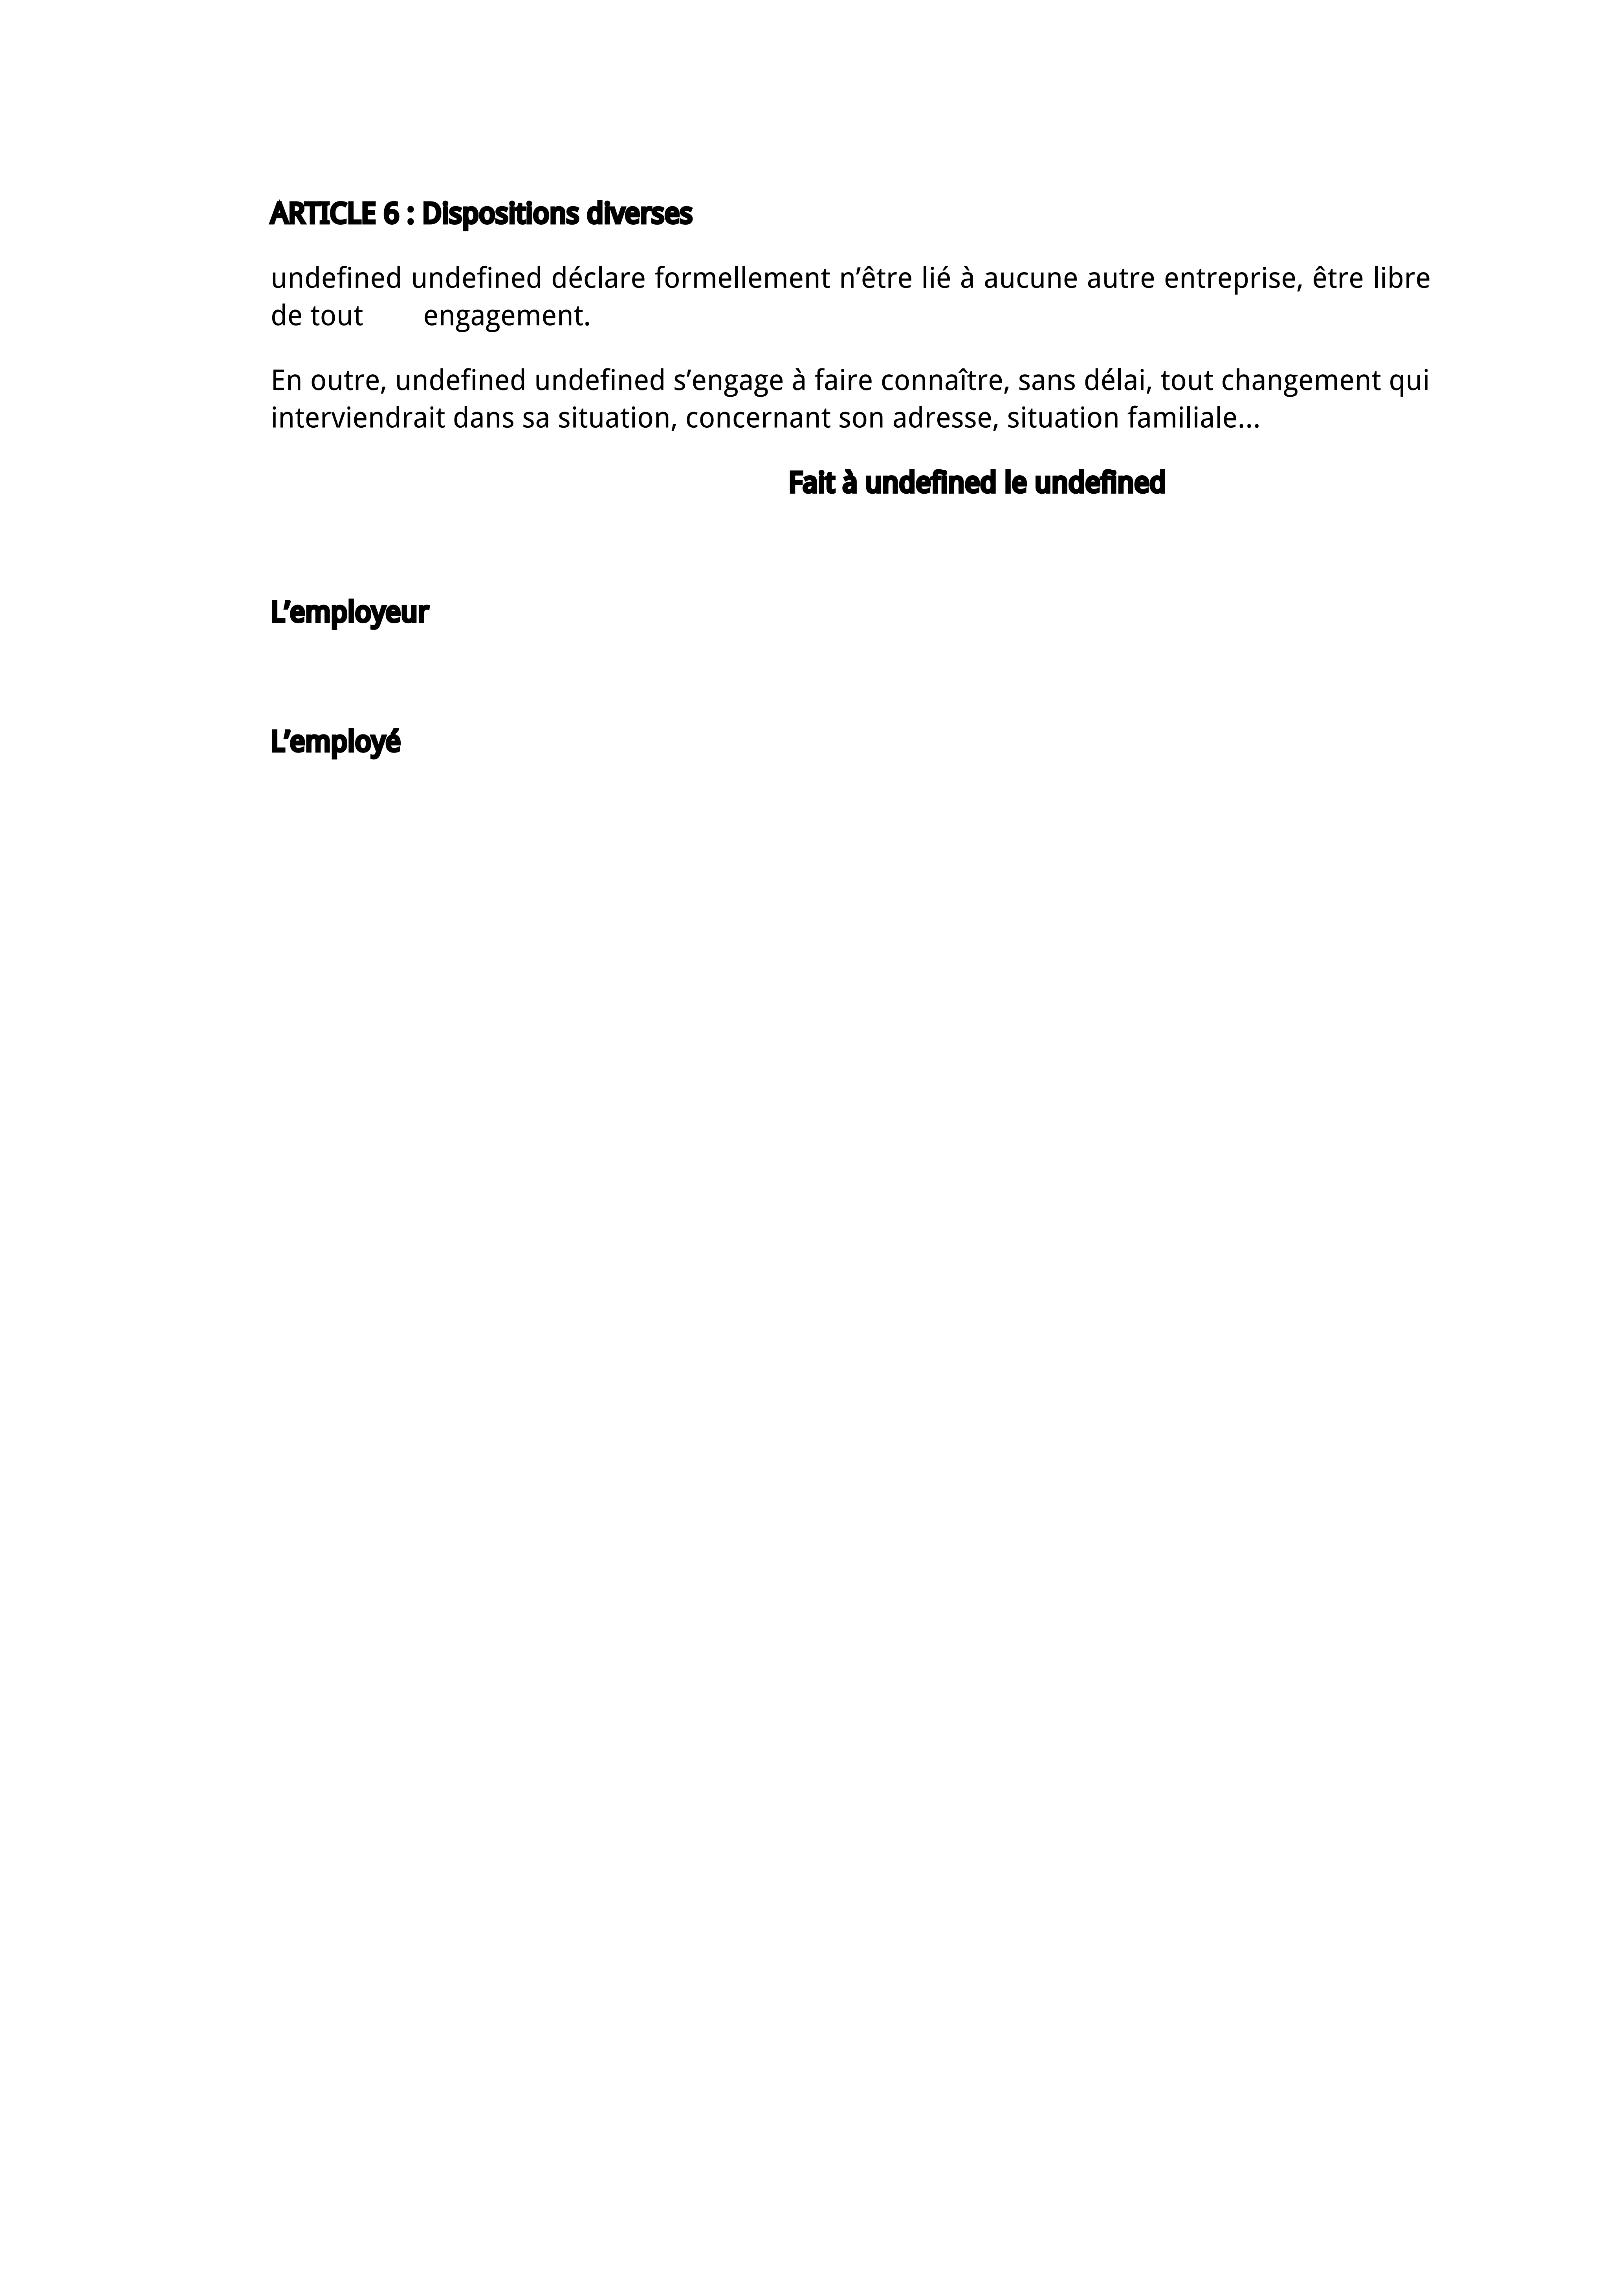 ARTICLE 6 : Dispositions diverses
undefined undefined déclare formellement n’être lié à aucune autre entreprise, être libre
de tout engagement.
En outre, undefined undefined s’engage à faire connaître, sans délai, tout changement qui
interviendrait dans sa situation, concernant son adresse, situation familiale…
Fait à undefined le undefined
L’employeur
L’employé